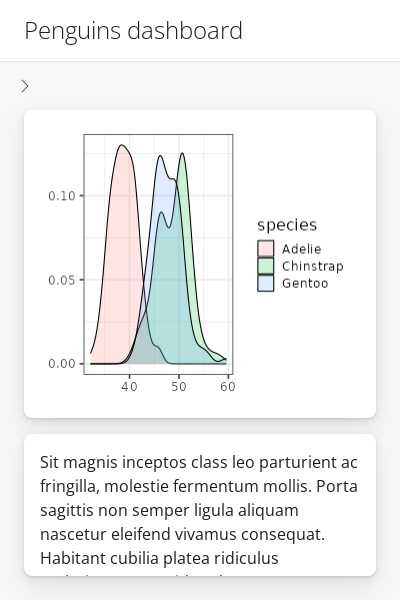 Penguins dashboard
0.10
0.05
0.00
40 50 60
species
Adelie
Chinstrap
Gentoo
Sit magnis inceptos class leo parturient ac
fringilla, molestie fermentum mollis. Porta
sagittis non semper ligula aliquam
nascetur eleifend vivamus consequat.
Habitant cubilia platea ridiculus